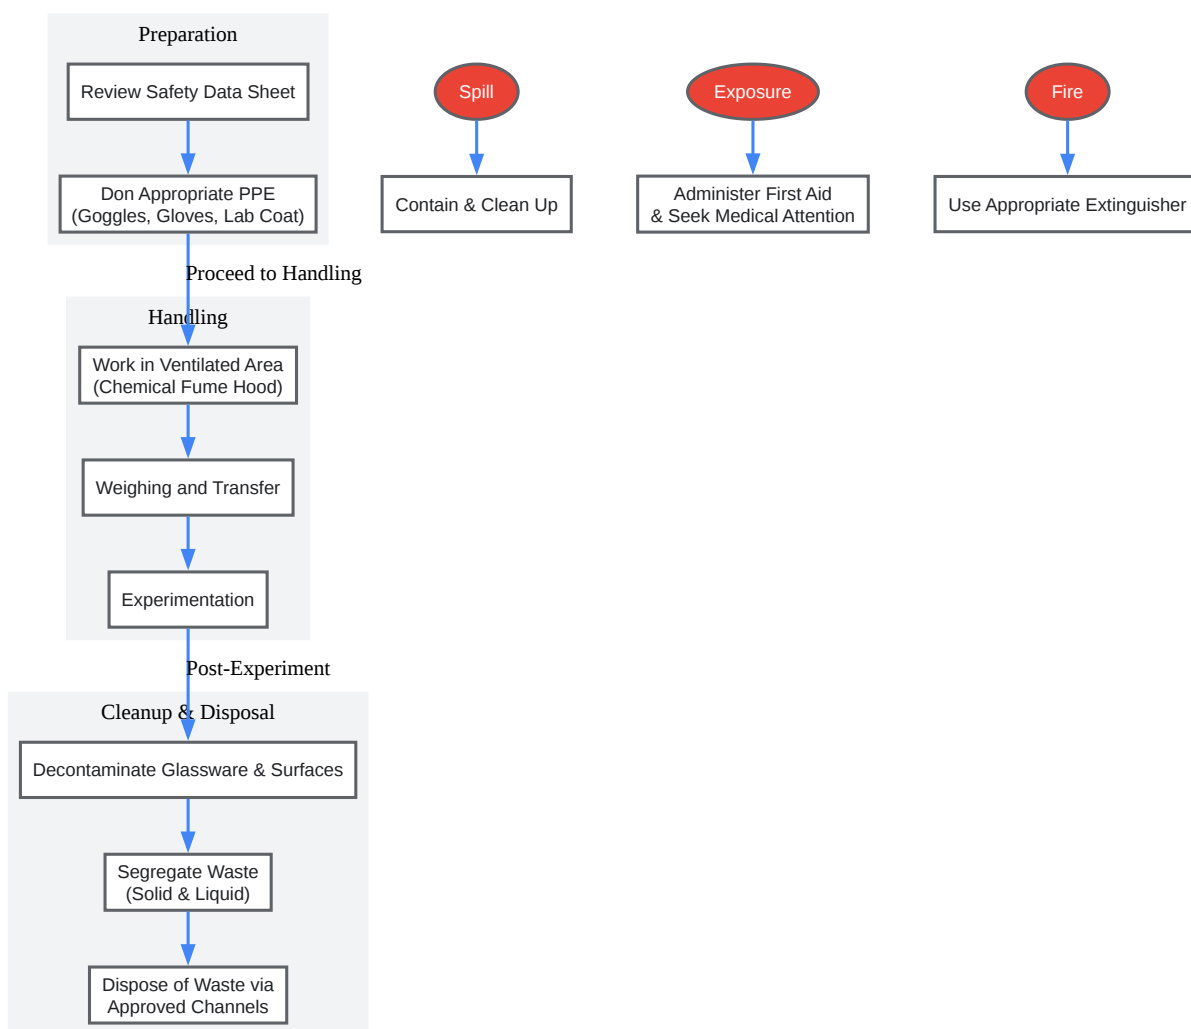 Preparation
Review Safety Data Sheet
Don Appropriate PPE
(Goggles, Gloves, Lab Coat)
Spill
Contain & Clean Up
Exposure
Administer First Aid
& Seek Medical Attention
Fire
Use Appropriate Extinguisher
Proceed to Handling
Handling
Work in Ventilated Area
(Chemical Fume Hood)
Weighing and Transfer
Experimentation
Post-Experiment
Cleanup & Disposal
Decontaminate Glassware & Surfaces
Segregate Waste
(Solid & Liquid)
Dispose of Waste via
Approved Channels